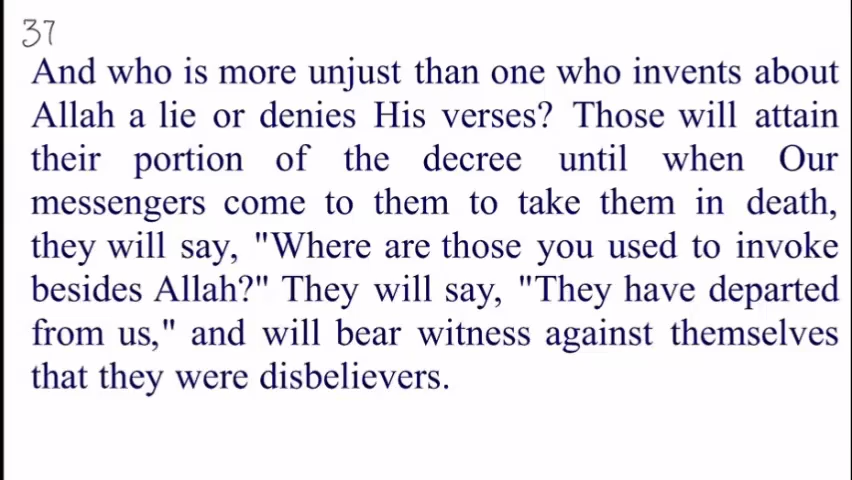 37
And who is more unjust than one who invents about
Allah a lie or denies His verses? Those will attain
their portion of the decree until when Our
messengers come to them to take them in death,
they will say, "Where are those you used to invoke
besides Allah?" They will say, "They have departed
from us," and will bear witness against themselves
that they were disbelievers.